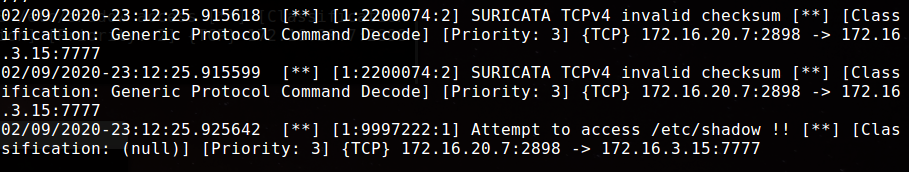 02/09/2020-23:12:25.915618  [**] [1:2200074:2] SURICATA TCPv4 invalid checksum [**] [Class
ification: Generic Protocol Command Decode] [Priority: 3] {TCP} 172.16.20.7:2898 -> 172.16
.3.15:7777
02/09/2020-23:12:25.915599  [**] [1:2200074:2] SURICATA TCPv4 invalid checksum [**] [Class
ification: Generic Protocol Command Decode] [Priority: 3] {TCP} 172.16.20.7:2898 -> 172.16
.3.15:7777
02/09/2020-23:12:25.925642  [**] [1:9997222:1] Attempt to access /etc/shadow !! [**] [Clas
sification: (null)] [Priority: 3] {TCP} 172.16.20.7:2898 -> 172.16.3.15:7777